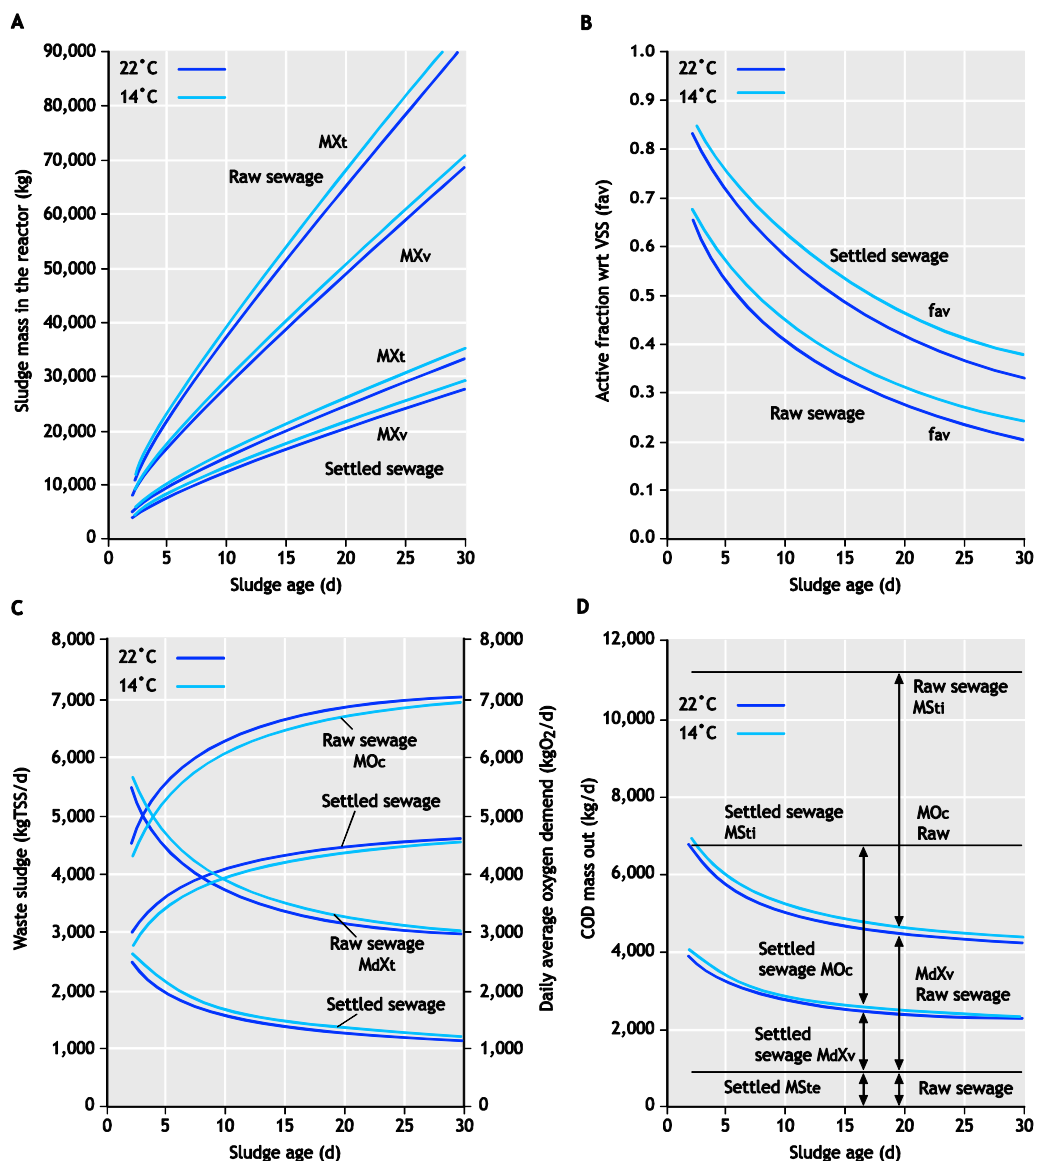 A
90,000
80,000
70,000
60,000
50,000
40,000
30,000
20,000
10,000
0
Sludge mass in the reactor (kg)
22˚C
14˚C
MXt
Raw sewage
MXv
MXt
MXv
Settled sewage
0 5 10 15 20 25 30
Sludge age (d)
B
1.0
0.9
0.8
0.7
0.6
0.5
0.4
0.3
0.2
0.1
0.0
Active fraction wrt VSS (fav)
22˚C
14˚C
Settled sewage
fav
Raw sewage
fav
0 5 10 15 20 25 30
Sludge age (d)
C
8,000
7,000
6,000
5,000
4,000
3,000
2,000
1,000
0
Waste sludge (kgTSS/d)
22˚C
14˚C
Raw sewage
MOc
Settled sewage
Raw sewage
MdXt
Settled sewage
8,000
7,000
6,000
5,000
4,000
3,000
2,000
1,000
0
Daily average oxygen demend (kgO2/d)
0 5 10 15 20 25 30
Sludge age (d)
D
12,000
10,000
8,000
6,000
4,000
2,000
0
COD mass out (kg/d)
22˚C
14˚C
Raw sewage
MSti
Settled sewage
MSti
MOc
Raw
Settled
sewage MOc
MdXv
Raw sewage
Settled
sewage MdXv
Settled MSte
Raw sewage
0 5 10 15 20 25 30
Sludge age (d)